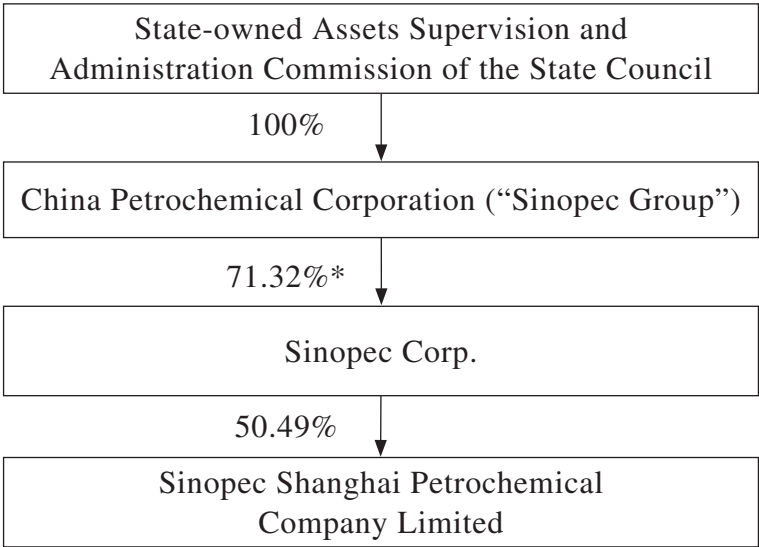 State-owned Assets Supervision and
Administration Commission of the State Council
100%
China Petrochemical Corporation (“Sinopec Group”)
71.32%*
Sinopec Corp.
50.49%
Sinopec Shanghai Petrochemical
Company Limited